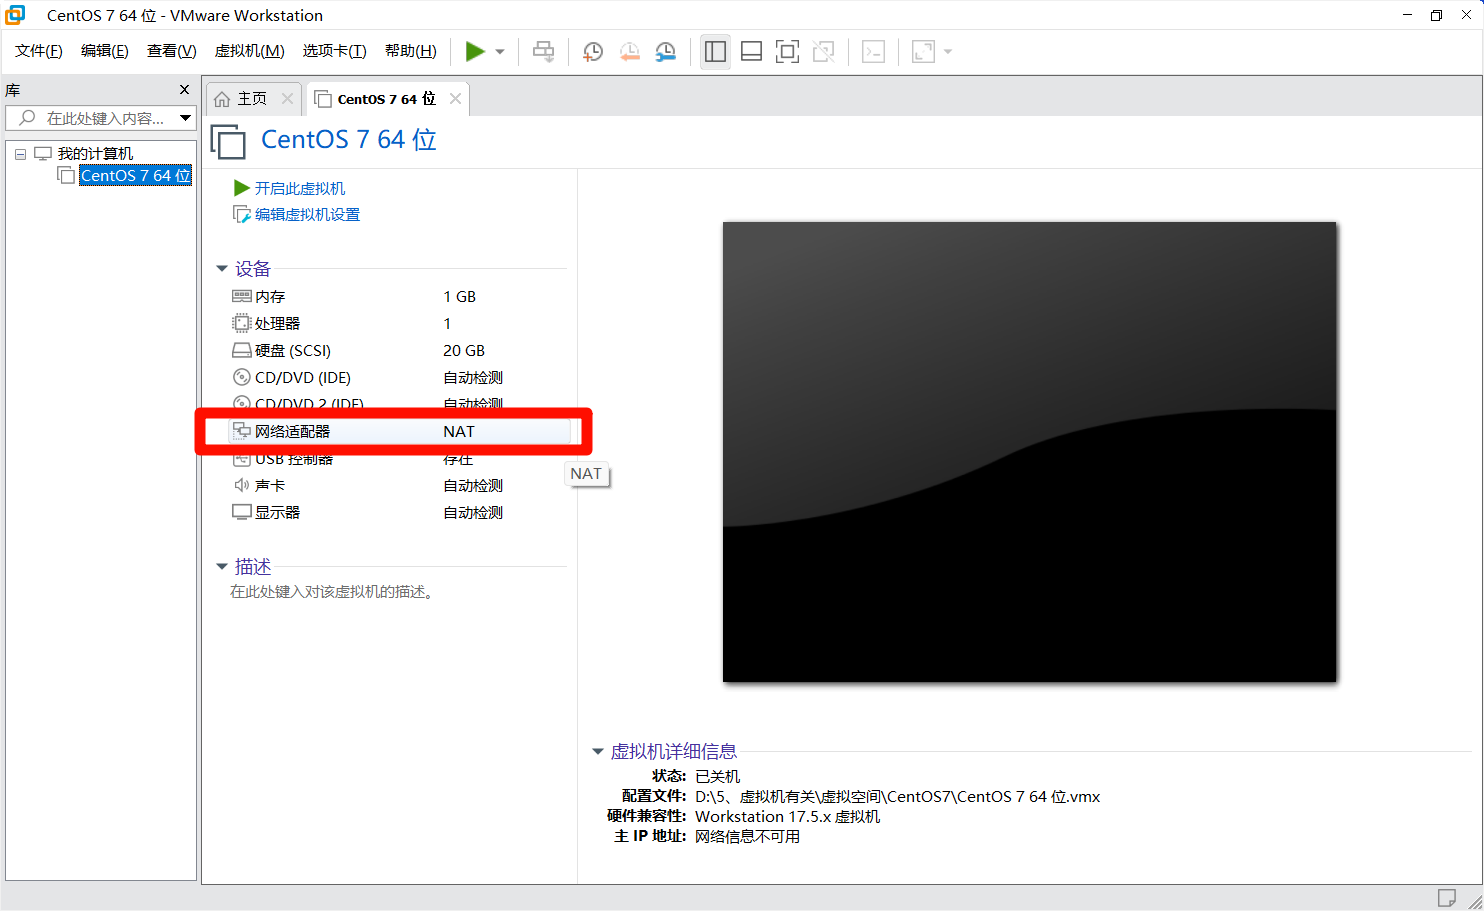 CentOS 7 64 位 - VMware Workstation
文件(F) 编辑(E) 查看(V) 虚拟机(M) 选项卡(T) 帮助(H)
库
在此处键入内容...
我的计算机
CentOS 7 64 位
主页
CentOS 7 64 位
CentOS 7 64 位
开启此虚拟机
编辑虚拟机设置
设备
内存 1 GB
处理器 1
硬盘 (SCSI) 20 GB
CD/DVD (IDE) 自动检测
CD/DVD 2 (IDE) 自动检测
网络适配器 NAT
USB 控制器 存在
NAT
声卡 自动检测
显示器 自动检测
描述
在此处键入对该虚拟机的描述。
虚拟机详细信息
状态: 已关机
配置文件: D:\5、虚拟机有关\虚拟空间\CentOS7\CentOS 7 64 位.vmx
硬件兼容性: Workstation 17.5.x 虚拟机
主 IP 地址: 网络信息不可用